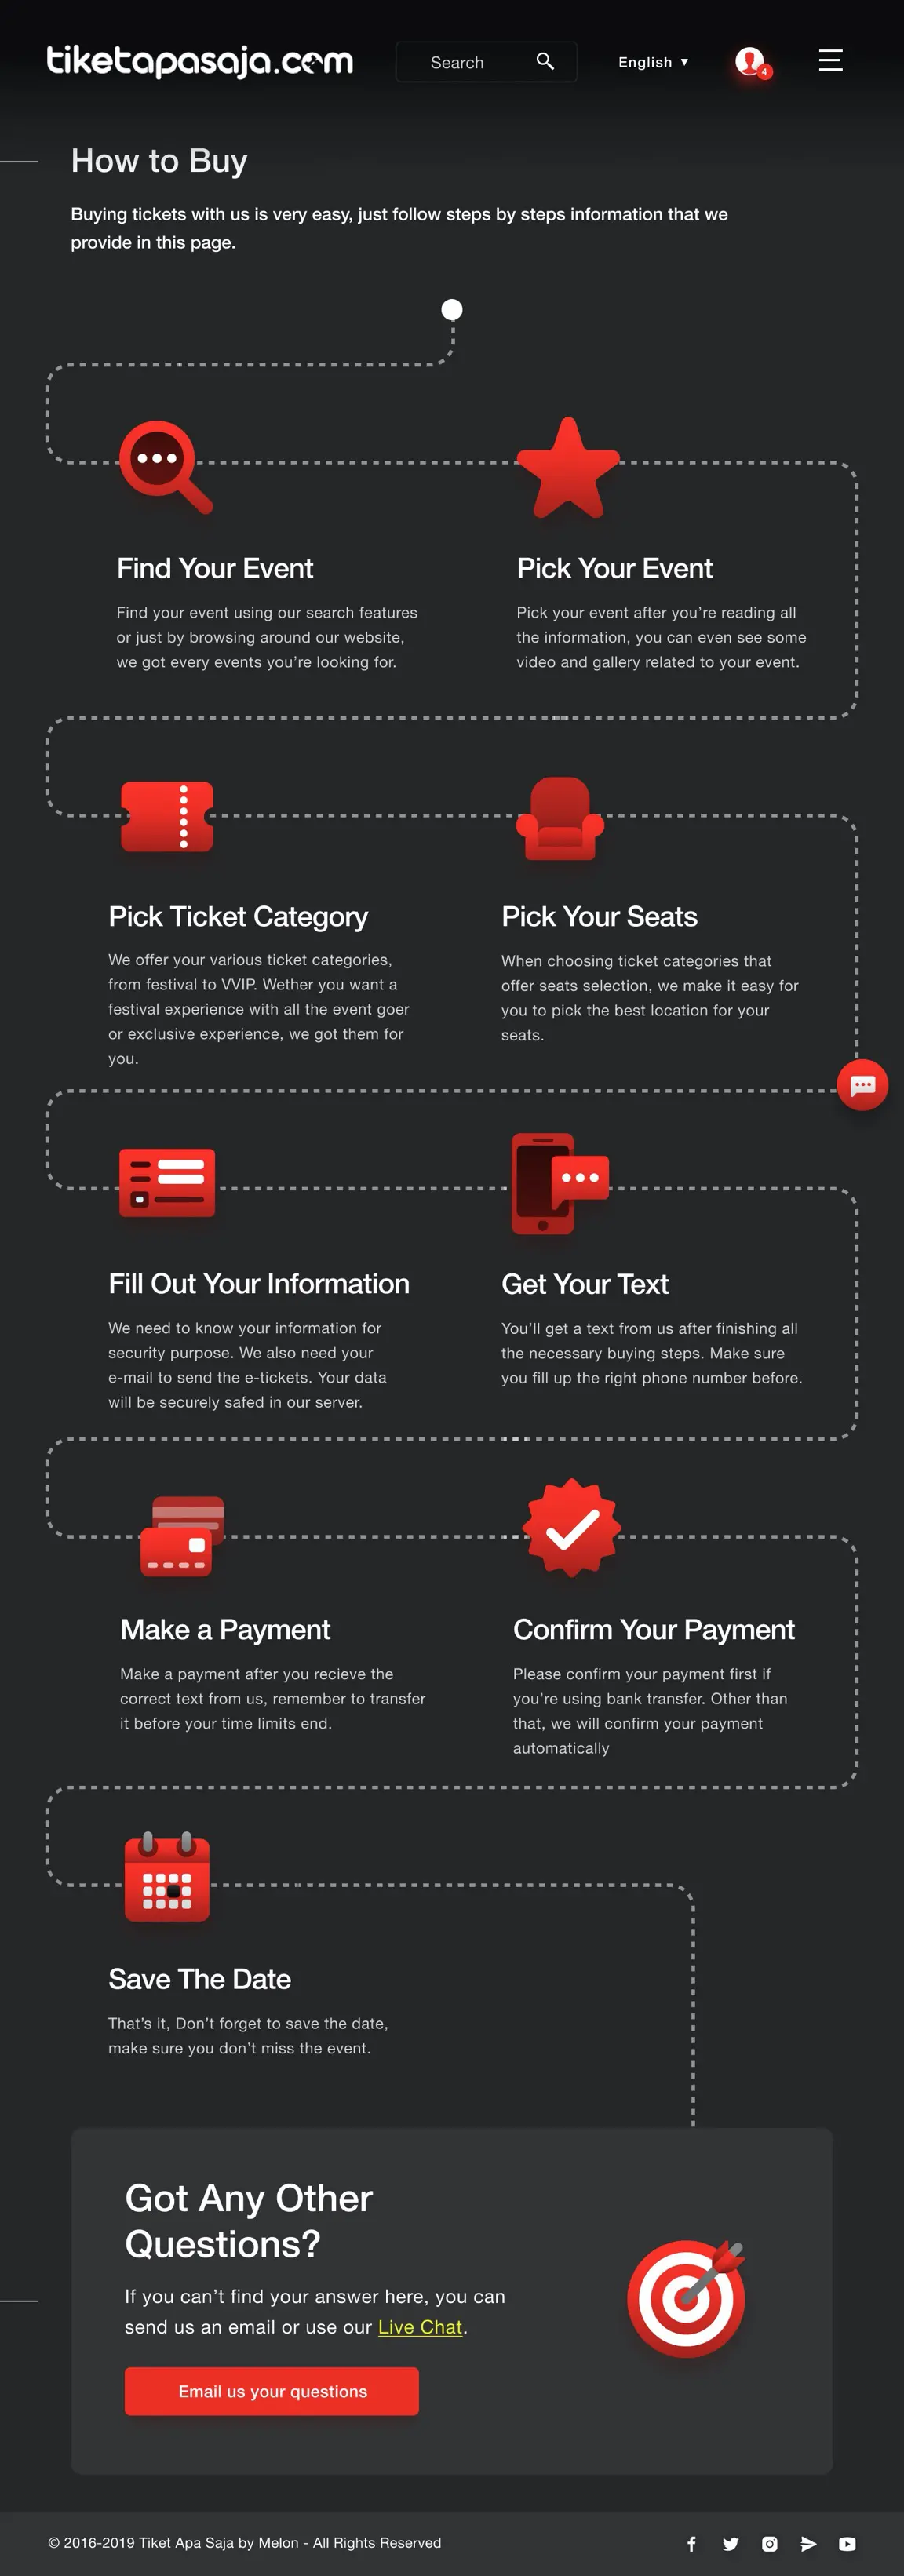 tiketapasaja.com
Search
English ▼
4
How to Buy
Buying tickets with us is very easy, just follow steps by steps information that we
provide in this page.
Find Your Event
Find your event using our search features
or just by browsing around our website,
we got every events you’re looking for.
Pick Your Event
Pick your event after you’re reading all
the information, you can even see some
video and gallery related to your event.
Pick Ticket Category
We offer your various ticket categories,
from festival to VVIP. Wether you want a
festival experience with all the event goer
or exclusive experience, we got them for
you.
Pick Your Seats
When choosing ticket categories that
offer seats selection, we make it easy for
you to pick the best location for your
seats.
Fill Out Your Information
We need to know your information for
security purpose. We also need your
e-mail to send the e-tickets. Your data
will be securely safed in our server.
Get Your Text
You’ll get a text from us after finishing all
the necessary buying steps. Make sure
you fill up the right phone number before.
Make a Payment
Make a payment after you recieve the
correct text from us, remember to transfer
it before your time limits end.
Confirm Your Payment
Please confirm your payment first if
you’re using bank transfer. Other than
that, we will confirm your payment
automatically
Save The Date
That’s it, Don’t forget to save the date,
make sure you don’t miss the event.
Got Any Other
Questions?
If you can’t find your answer here, you can
send us an email or use our Live Chat.
Email us your questions
© 2016-2019 Tiket Apa Saja by Melon - All Rights Reserved